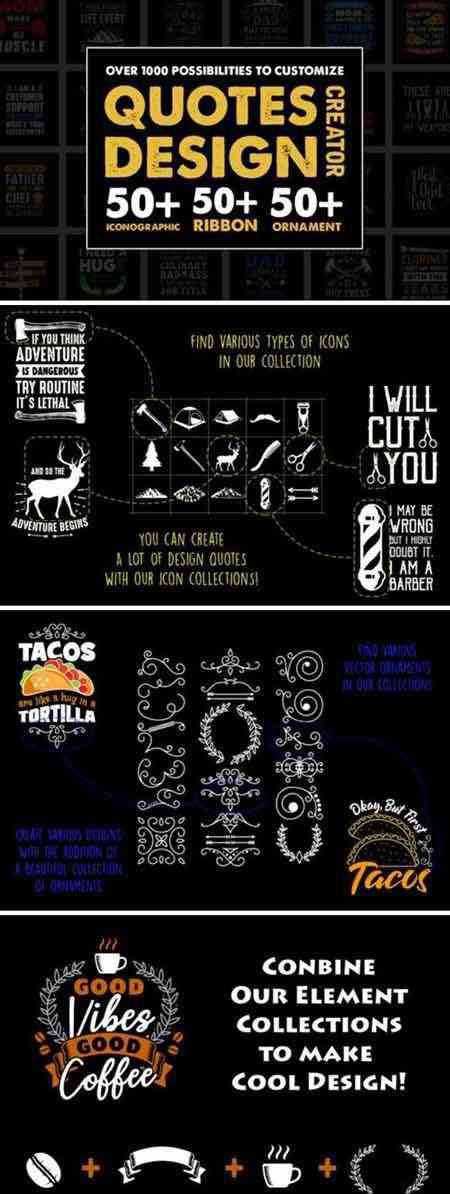 OVER 1000 POSSIBILITIES TO CUSTOMIZE
QUOTES
DESIGN
CREATOR
50+ 50+ 50+
ICONOGRAPHIC RIBBON ORNAMENT
IF YOU THINK
ADVENTURE
IS DANGEROUS
TRY ROUTINE
IT'S LETHAL
FIND VARIOUS TYPES OF ICONS
IN OUR COLLECTION
I WILL
CUT
YOU
AND SO THE
ADVENTURE BEGINS
I MAY BE
WRONG
BUT I HIGHLY
DOUBT IT.
I AM A
BARBER
YOU CAN CREATE
A LOT OF DESIGN QUOTES
WITH OUR ICON COLLECTIONS!
TACOS
are like a hug in a
TORTILLA
FIND VARIOUS
VECTOR ORNAMENTS
IN OUR COLLECTIONS
CREATE VARIOUS DESIGNS
WITH THE ADDITION OF
A BEAUTIFUL COLLECTION
OF ORNAMENTS
Okay, But First
Tacos
GOOD
Vibes
GOOD
Coffee
CONBINE
OUR ELEMENT
COLLECTIONS
TO MAKE
COOL DESIGN!
+ + +